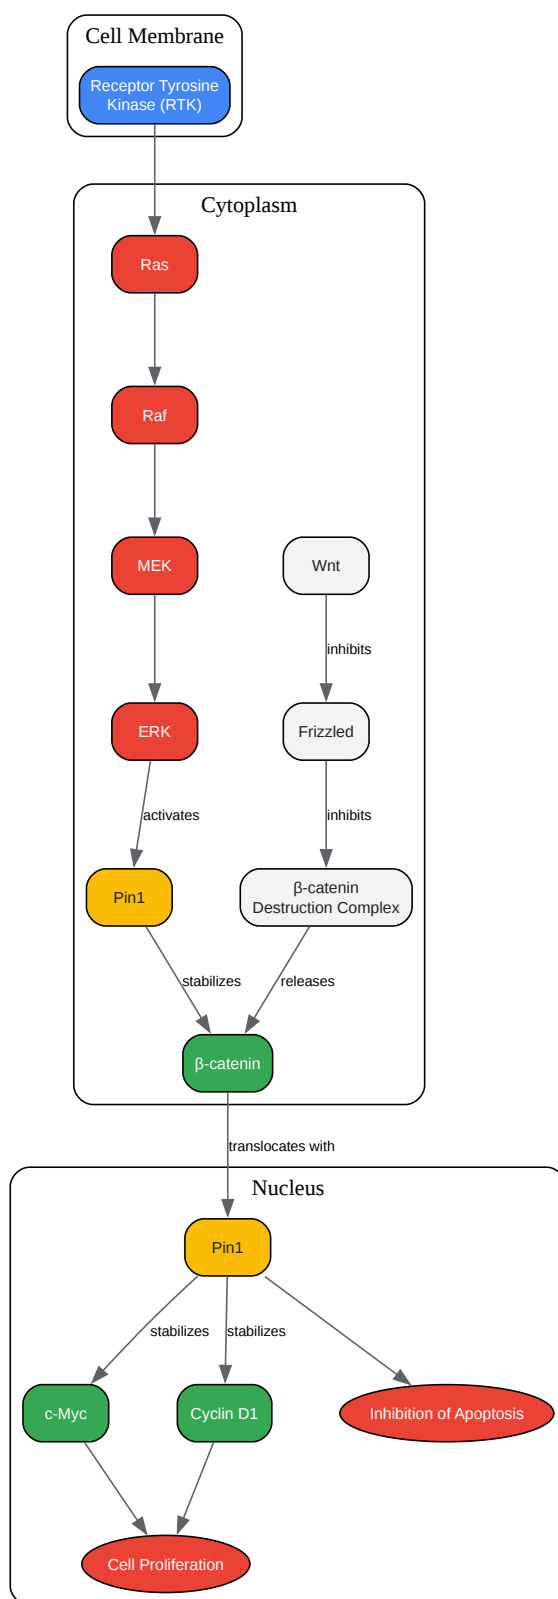 Cell Membrane
Receptor Tyrosine
Kinase (RTK)
Cytoplasm
Ras
Raf
MEK
Wnt
inhibits
ERK
Frizzled
activates
inhibits
Pin1
β-catenin
Destruction Complex
stabilizes
releases
β-catenin
translocates with
Nucleus
Pin1
stabilizes
stabilizes
c-Myc
Cyclin D1
Inhibition of Apoptosis
Cell Proliferation